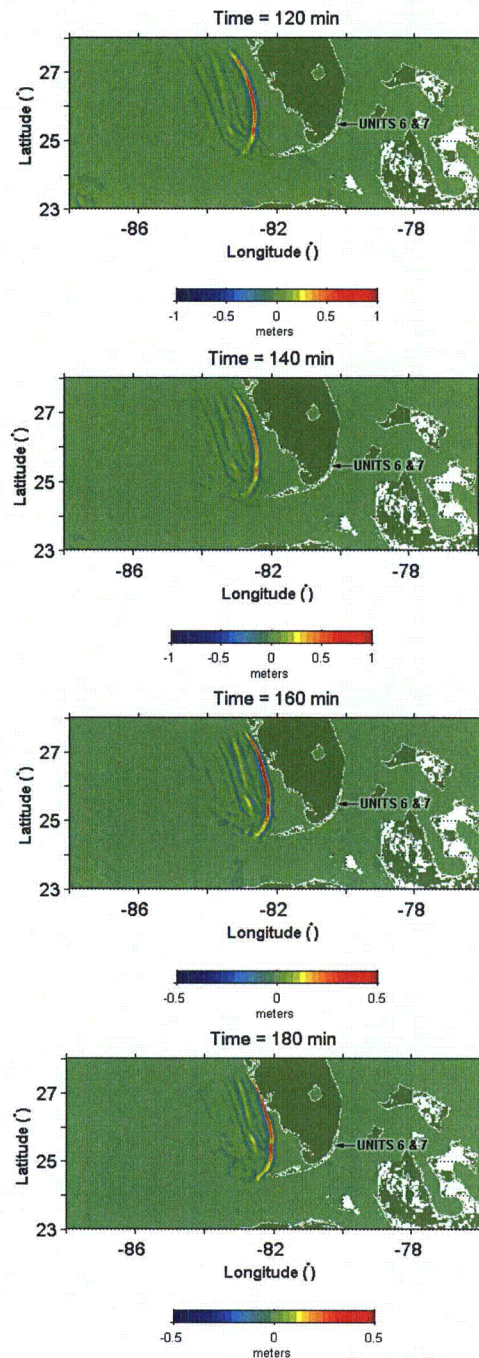 Time = 120 min
Latitude (°)
27
25
23
UNITS 6 & 7
-86
-82
-78
Longitude (°)
-1
-0.5
0
0.5
1
meters
Time = 140 min
Latitude (°)
27
25
23
UNITS 6 & 7
-86
-82
-78
Longitude (°)
-1
-0.5
0
0.5
1
meters
Time = 160 min
Latitude (°)
27
25
23
UNITS 6 & 7
-86
-82
-78
Longitude (°)
-0.5
0
0.5
meters
Time = 180 min
Latitude (°)
27
25
23
UNITS 6 & 7
-86
-82
-78
Longitude (°)
-0.5
0
0.5
meters